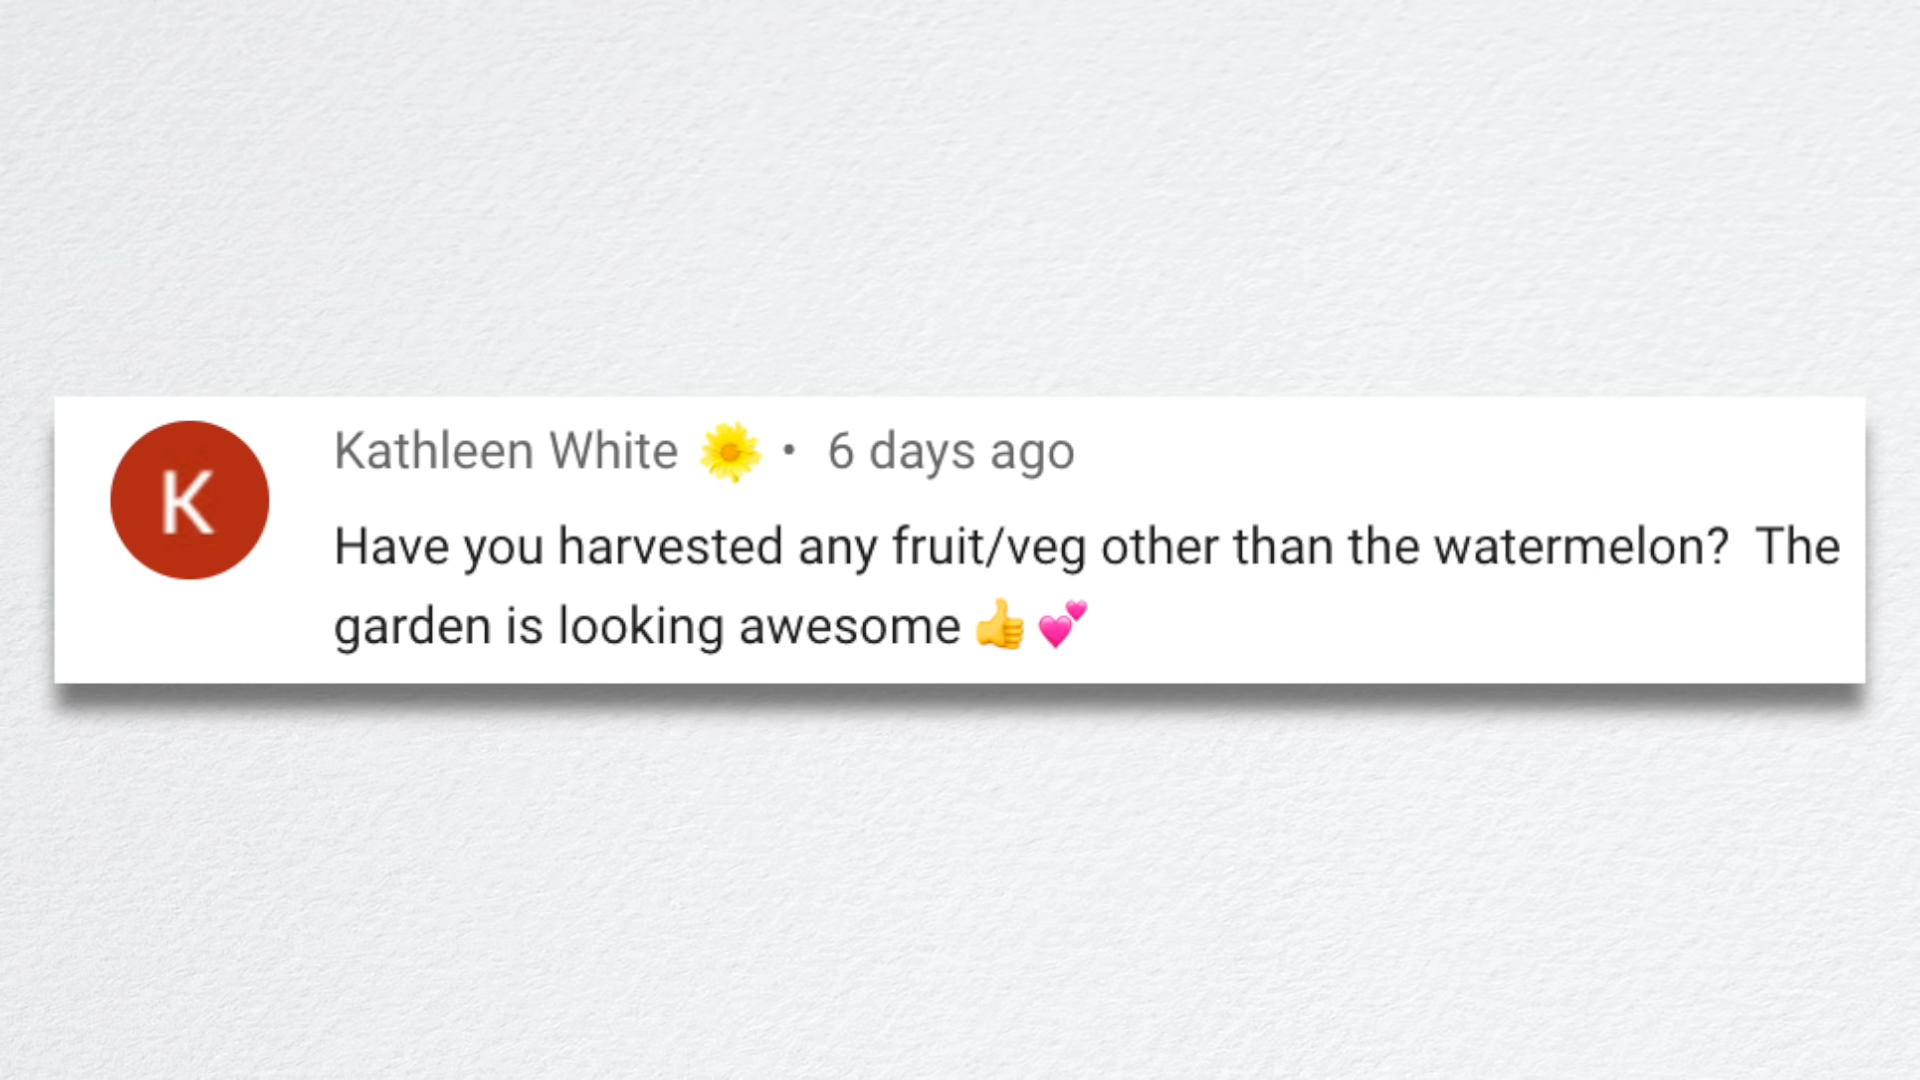 K
Kathleen White 🌼 • 6 days ago
Have you harvested any fruit/veg other than the watermelon?  The
garden is looking awesome 👍💕